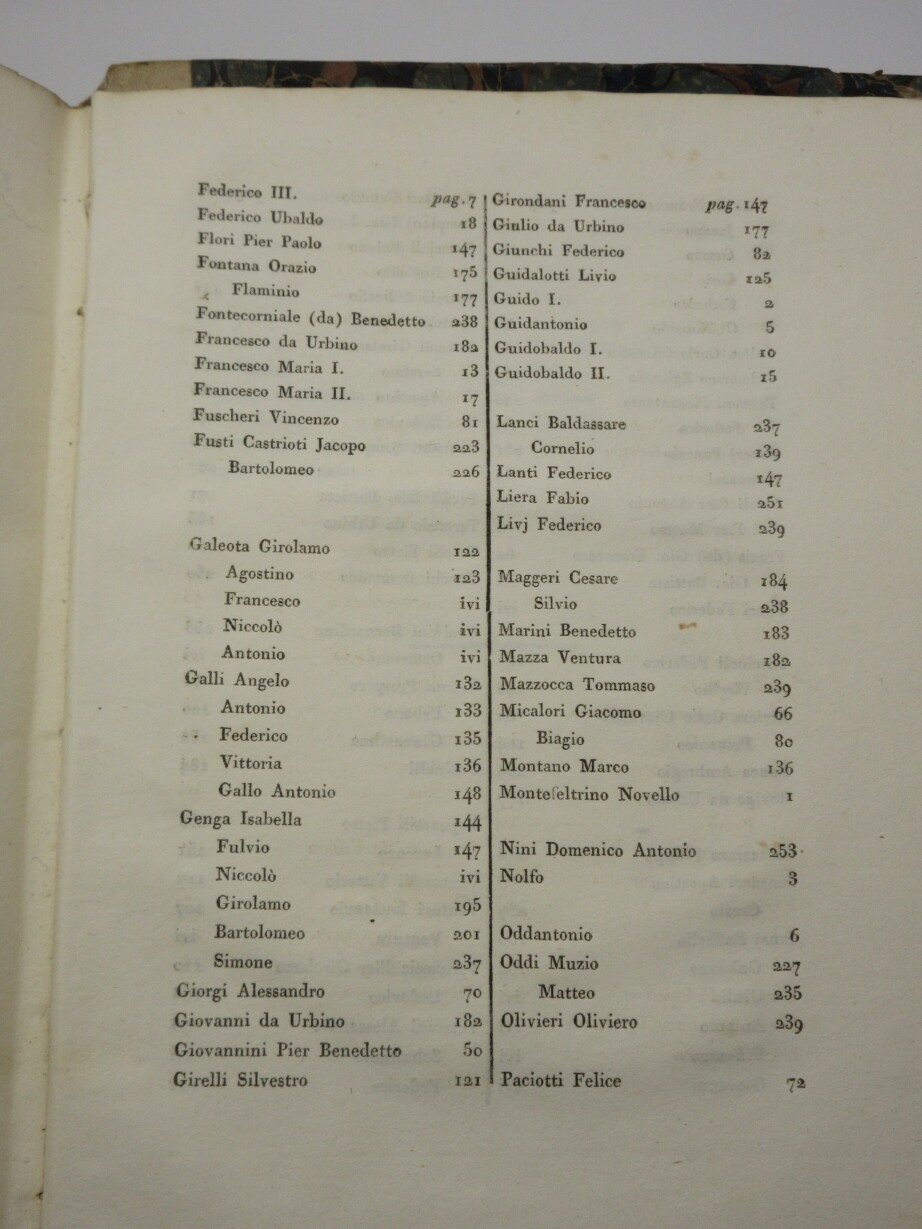 Federico III. pag. 7
Federico Ubaldo 18
Flori Pier Paolo 147
Fontana Orazio 175
Flaminio 177
Fontecorniale (da) Benedetto 238
Francesco da Urbino 182
Francesco Maria I. 13
Francesco Maria II. 17
Fuscheri Vincenzo 81
Fusti Castrioti Jacopo 223
Bartolomeo 226
Galeota Girolamo 122
Agostino 123
Francesco ivi
Niccolò ivi
Antonio ivi
Galli Angelo 132
Antonio 133
Federico 135
Vittoria 136
Gallo Antonio 148
Genga Isabella 144
Fulvio 147
Niccolò ivi
Girolamo 195
Bartolomeo 201
Simone 237
Giorgi Alessandro 70
Giovanni da Urbino 182
Giovannini Pier Benedetto 50
Girelli Silvestro 121
Girondani Francesco pag. 147
Giulio da Urbino 177
Giunchi Federico 82
Guidalotti Livio 125
Guido I. 2
Guidantonio 5
Guidobaldo I. 10
Guidobaldo II. 15
Lanci Baldassare 237
Cornelio 139
Lanti Federico 147
Liera Fabio 251
Livj Federico 239
Maggeri Cesare 184
Silvio 238
Marini Benedetto 183
Mazza Ventura 182
Mazzocca Tommaso 239
Micalori Giacomo 66
Biagio 80
Montano Marco 136
Montefeltrino Novello 1
Nini Domenico Antonio 253
Nolfo 3
Oddantonio 6
Oddi Muzio 227
Matteo 235
Olivieri Oliviero 239
Paciotti Felice 72